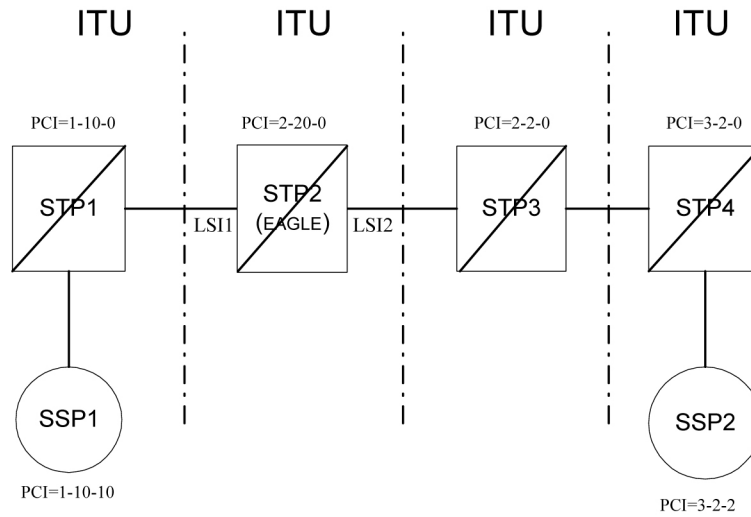 ITU ITU ITU ITU
PCI=1-10-0 PCI=2-20-0 PCI=2-2-0 PCI=3-2-0
STP1 STP2 STP3 STP4
(EAGLE)
LSI1 LSI2
SSP1 SSP2
PCI=1-10-10 PCI=3-2-2